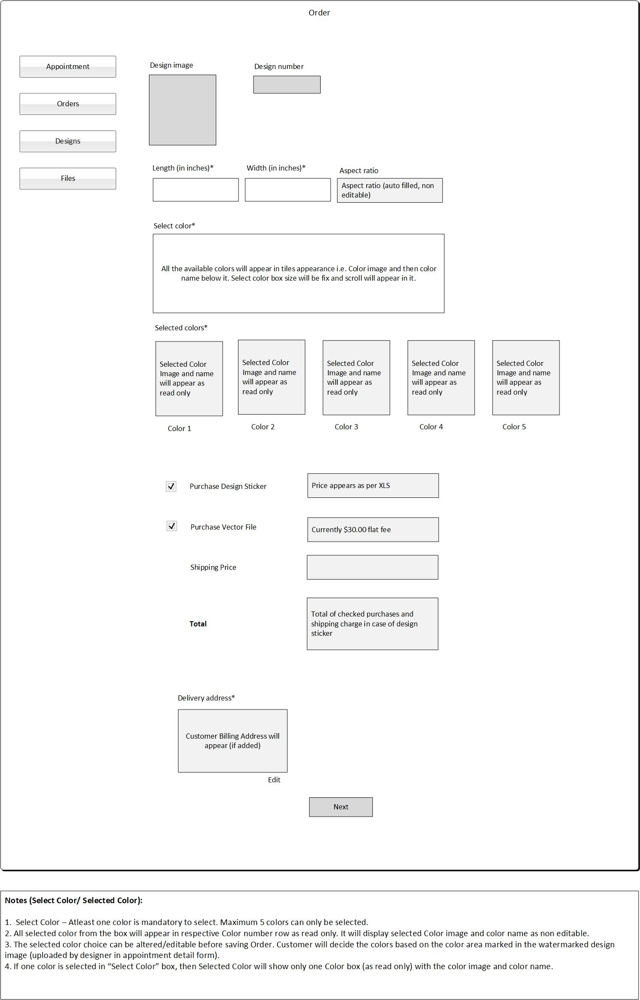 Order
Appointment
Orders
Designs
Files
Design image
Design number
Length (in inches)*
Width (in inches)*
Aspect ratio
Aspect ratio (auto filled, non
editable)
Select color*
All the available colors will appear in tiles appearance i.e. Color image and then color
name below it. Select color box size will be fix and scroll will appear in it.
Selected colors*
Selected Color
Image and name
will appear as
read only
Selected Color
Image and name
will appear as
read only
Selected Color
Image and name
will appear as
read only
Selected Color
Image and name
will appear as
read only
Selected Color
Image and name
will appear as
read only
Color 1
Color 2
Color 3
Color 4
Color 5
Purchase Design Sticker
Price appears as per XLS
Purchase Vector File
Currently $30.00 flat fee
Shipping Price
Total
Total of checked purchases and
shipping charge in case of design
sticker
Delivery address*
Customer Billing Address will
appear (if added)
Edit
Next
Notes (Select Color/ Selected Color):
1.  Select Color – Atleast one color is mandatory to select. Maximum 5 colors can only be selected.
2. All selected color from the box will appear in respective Color number row as read only. It will display selected Color image and color name as non editable.
3. The selected color choice can be altered/editable before saving Order. Customer will decide the colors based on the color area marked in the watermarked design
image (uploaded by designer in appointment detail form).
4. If one color is selected in “Select Color” box, then Selected Color will show only one Color box (as read only) with the color image and color name.